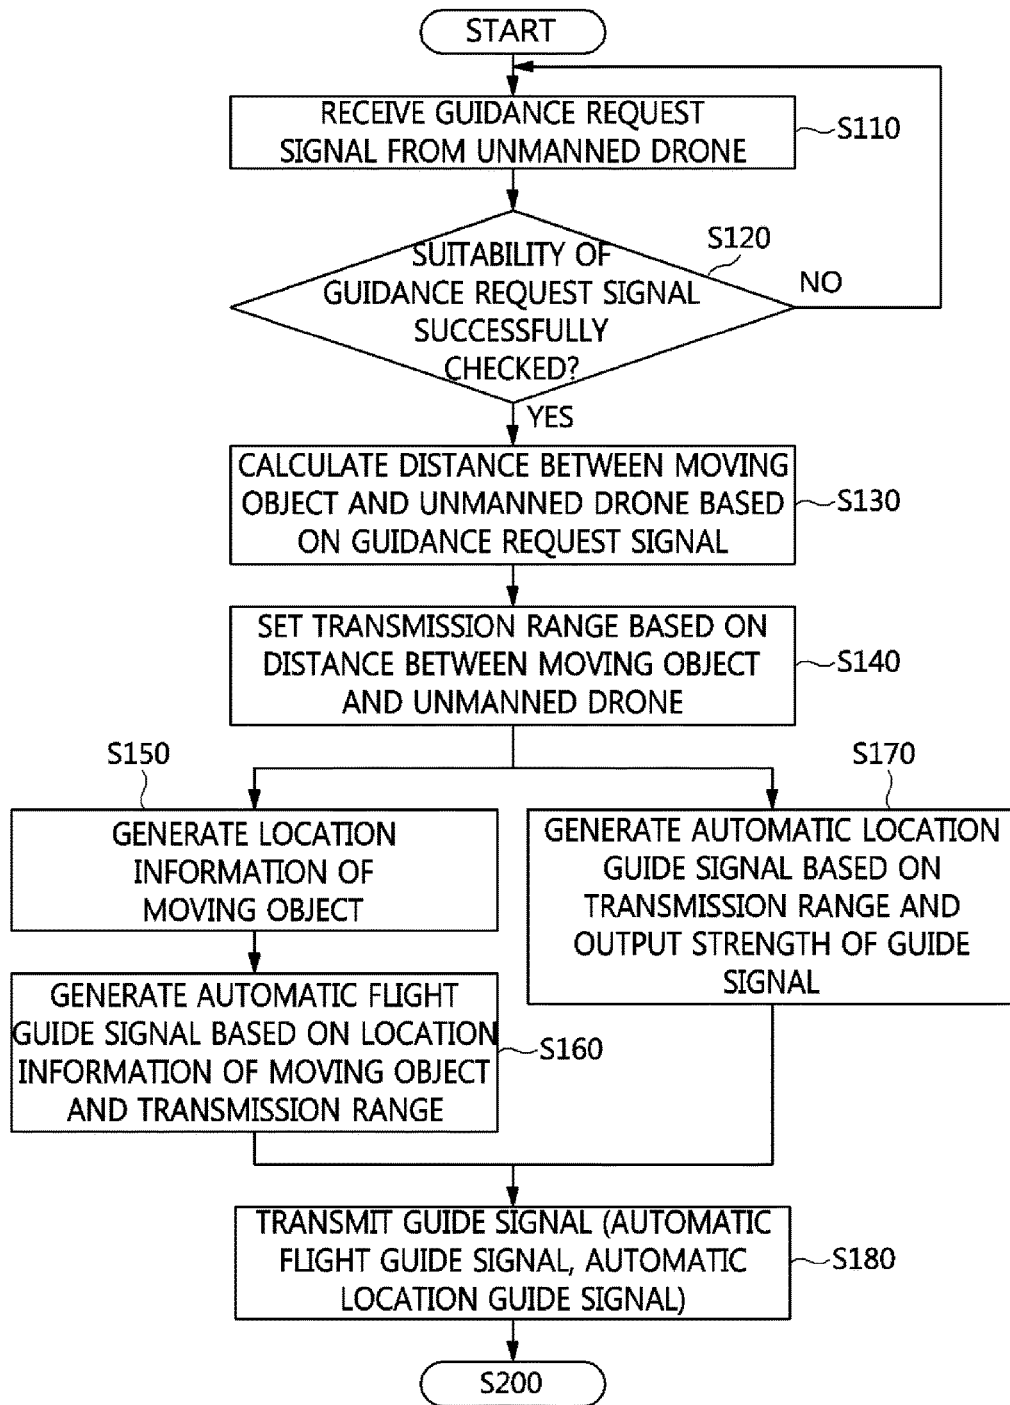 START
RECEIVE GUIDANCE REQUEST
SIGNAL FROM UNMANNED DRONE
S110
S120
SUITABILITY OF
GUIDANCE REQUEST SIGNAL
SUCCESSFULLY
CHECKED?
NO
YES
CALCULATE DISTANCE BETWEEN MOVING
OBJECT AND UNMANNED DRONE BASED
ON GUIDANCE REQUEST SIGNAL
S130
SET TRANSMISSION RANGE BASED ON
DISTANCE BETWEEN MOVING OBJECT
AND UNMANNED DRONE
S140
S150
GENERATE LOCATION
INFORMATION OF
MOVING OBJECT
GENERATE AUTOMATIC FLIGHT
GUIDE SIGNAL BASED ON LOCATION
INFORMATION OF MOVING OBJECT
AND TRANSMISSION RANGE
S160
S170
GENERATE AUTOMATIC LOCATION
GUIDE SIGNAL BASED ON
TRANSMISSION RANGE AND
OUTPUT STRENGTH OF GUIDE
SIGNAL
TRANSMIT GUIDE SIGNAL (AUTOMATIC
FLIGHT GUIDE SIGNAL, AUTOMATIC
LOCATION GUIDE SIGNAL)
S180
S200